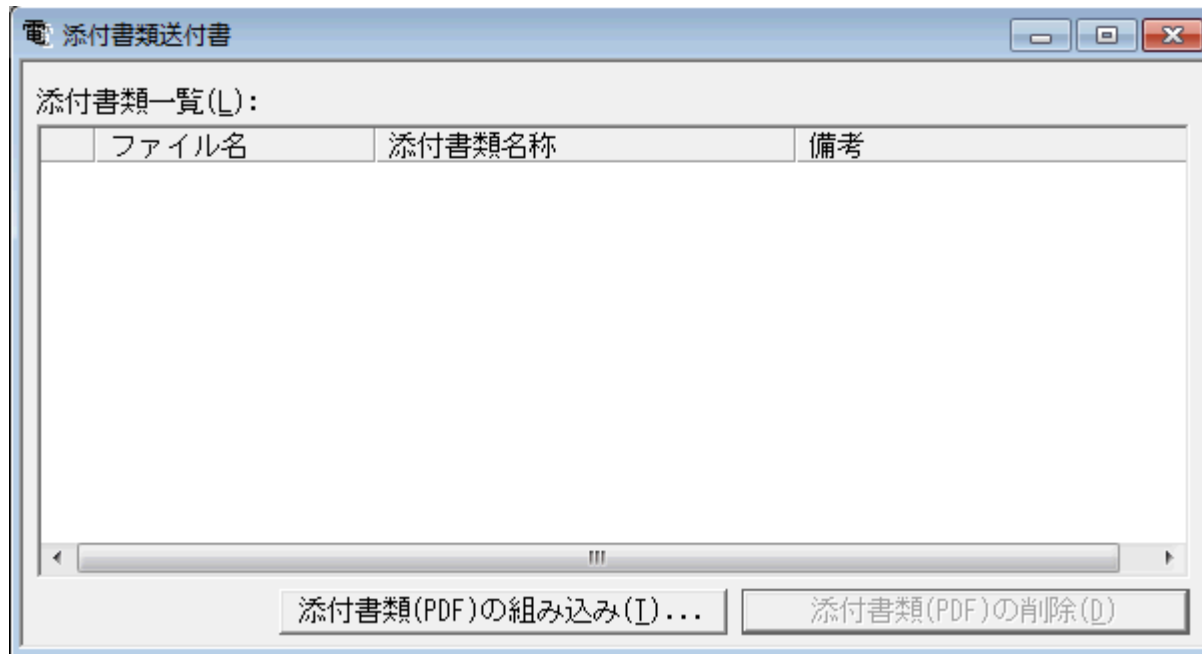 電 添付書類送付書
添付書類一覧(L):
ファイル名 添付書類名称 備考
添付書類(PDF)の組み込み(I)... 添付書類(PDF)の削除(D)